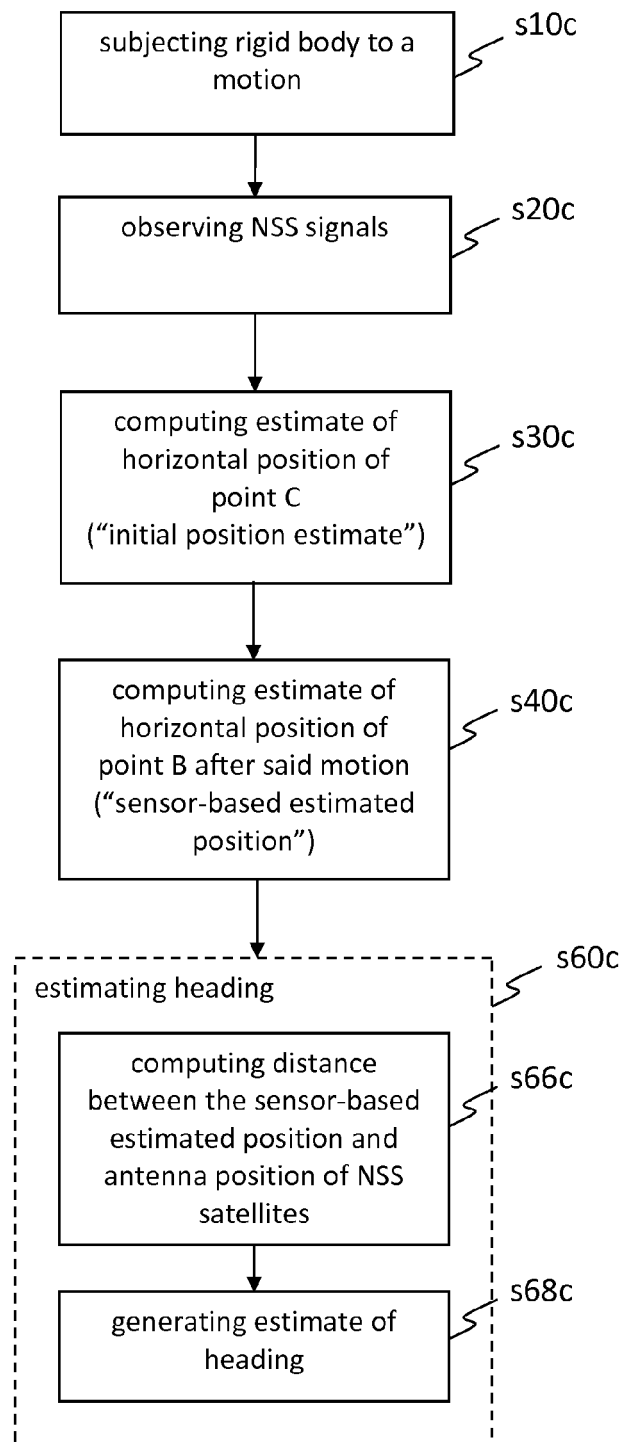 subjecting rigid body to a
motion
s10c
observing NSS signals
s20c
computing estimate of
horizontal position of
point C
(“initial position estimate”)
s30c
computing estimate of
horizontal position of
point B after said motion
(“sensor-based estimated
position”)
s40c
s60c
estimating heading
computing distance
between the sensor-based
estimated position and
antenna position of NSS
satellites
s66c
generating estimate of
heading
s68c